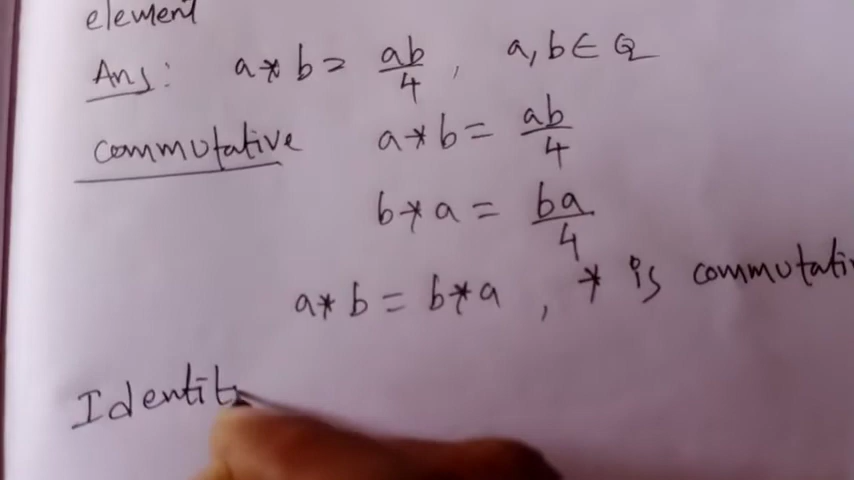 element
Ans: a * b = ab/4, a, b ∈ Q
Commutative a * b = ab/4
b * a = ba/4
a * b = b * a, * is commutati
Identit